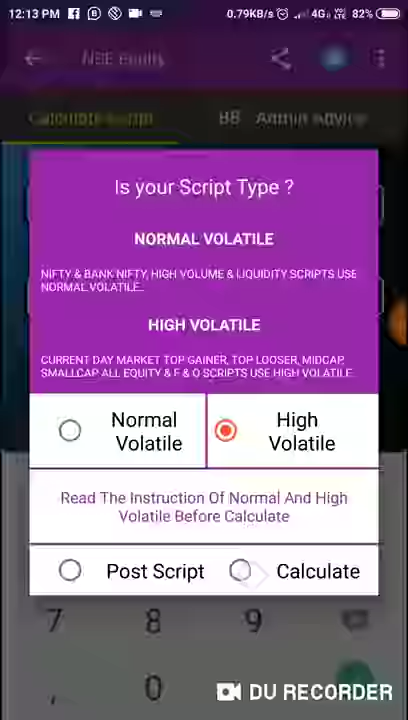 12:13 PM 0.79KB/s 4G 82%
NSE Equity
Calculate Script BB Admin Advice
Is your Script Type ?
NORMAL VOLATILE
NIFTY & BANK NIFTY, HIGH VOLUME & LIQUIDITY SCRIPTS USE
NORMAL VOLATILE.
HIGH VOLATILE
CURRENT DAY MARKET TOP GAINER, TOP LOOSER, MIDCAP,
SMALLCAP ALL EQUITY & F & O SCRIPTS USE HIGH VOLATILE.
Normal
Volatile
High
Volatile
Read The Instruction Of Normal And High
Volatile Before Calculate
Post Script Calculate
7 8 9
, 0 .
DU RECORDER